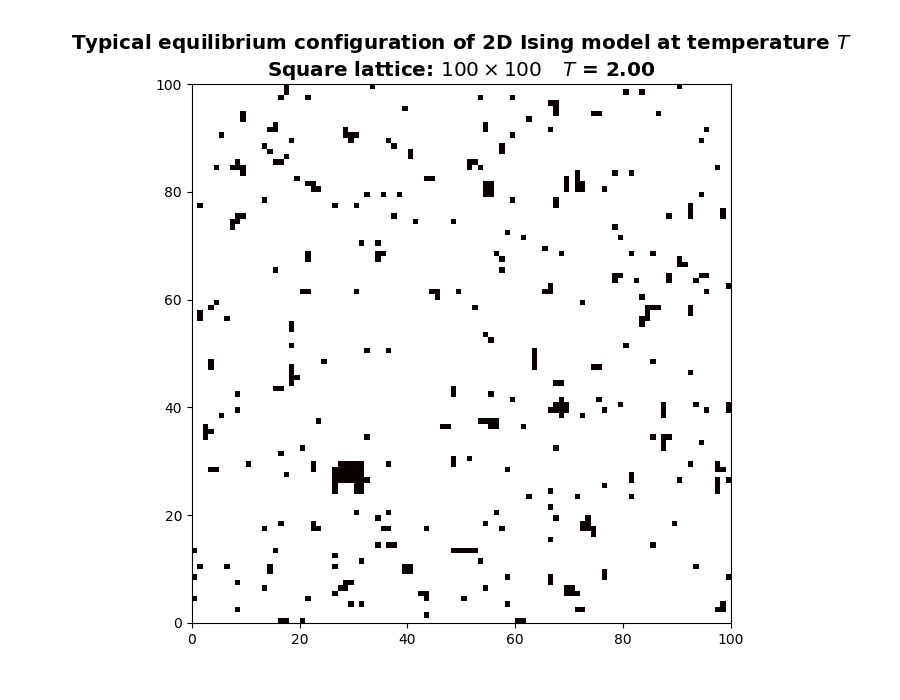 Typical equilibrium configuration of 2D Ising model at temperature T
Square lattice: 100 × 100 T = 2.00
100
80
60
40
20
0
0 20 40 60 80 100